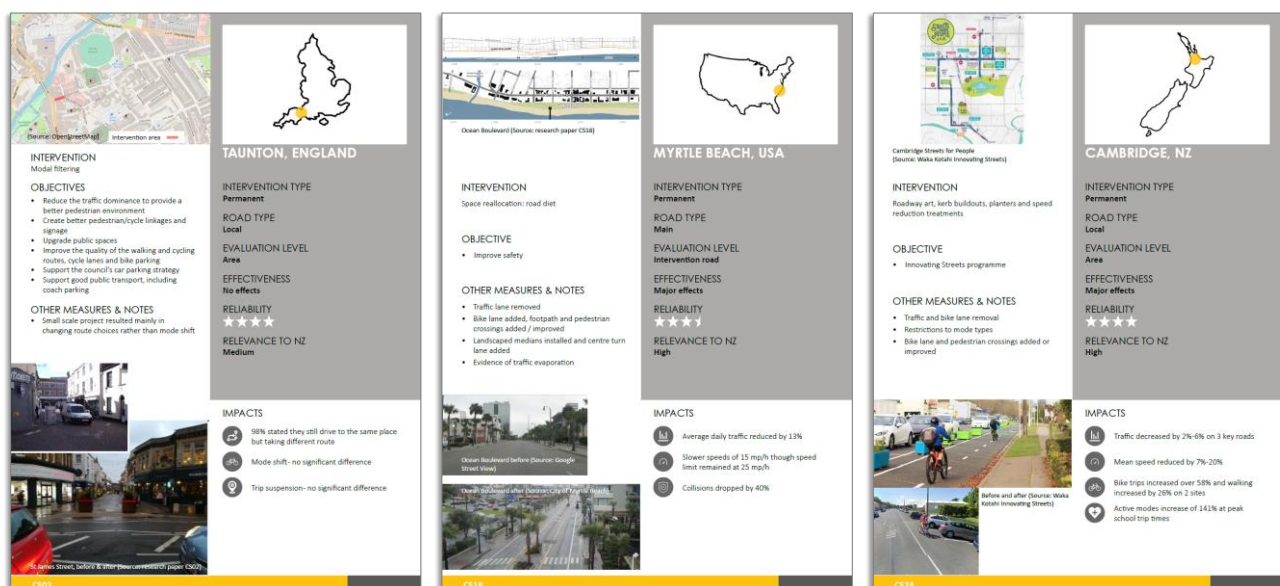 (Source: OpenStreetMap)
Intervention area
TAUNTON, ENGLAND
INTERVENTION
Modal filtering
OBJECTIVES
• Reduce the traffic dominance to provide a
better pedestrian environment
• Create better pedestrian/cycle linkages and
signage
• Upgrade public spaces
• Improve the quality of the walking and cycling
routes, cycle lanes and bike parking
• Support the council's car parking strategy
• Support good public transport, including
coach parking
OTHER MEASURES & NOTES
• Small scale project resulted mainly in
changing route choices rather than mode shift
INTERVENTION TYPE
Permanent
ROAD TYPE
Local
EVALUATION LEVEL
Area
EFFECTIVENESS
No effects
RELIABILITY
RELEVANCE TO NZ
Medium
IMPACTS
98% stated they still drive to the same place
but taking different route
Mode shift- no significant difference
Trip suspension- no significant difference
St James Street, before & after (Source: research paper CS02)
CS02
Ocean Boulevard (Source: research paper CS18)
MYRTLE BEACH, USA
INTERVENTION
Space reallocation: road diet
OBJECTIVE
• Improve safety
OTHER MEASURES & NOTES
• Traffic lane removed
• Bike lane added, footpath and pedestrian
crossings added / improved
• Landscaped medians installed and centre turn
lane added
• Evidence of traffic evaporation
INTERVENTION TYPE
Permanent
ROAD TYPE
Main
EVALUATION LEVEL
Intervention road
EFFECTIVENESS
Major effects
RELIABILITY
RELEVANCE TO NZ
High
IMPACTS
Average daily traffic reduced by 13%
Slower speeds of 15 mp/h though speed
limit remained at 25 mp/h
Collisions dropped by 40%
Ocean Boulevard before (Source: Google
Street View)
Ocean Boulevard after (Source: City of Myrtle Beach)
CS18
Cambridge Streets for People
(Source: Waka Kotahi Innovating Streets)
CAMBRIDGE, NZ
INTERVENTION
Roadway art, kerb buildouts, planters and speed
reduction treatments
OBJECTIVE
• Innovating Streets programme
OTHER MEASURES & NOTES
• Traffic and bike lane removal
• Restrictions to mode types
• Bike lane and pedestrian crossings added or
improved
INTERVENTION TYPE
Permanent
ROAD TYPE
Local
EVALUATION LEVEL
Area
EFFECTIVENESS
Major effects
RELIABILITY
RELEVANCE TO NZ
High
IMPACTS
Traffic decreased by 2%-6% on 3 key roads
Mean speed reduced by 7%-20%
Bike trips increased over 58% and walking
increased by 26% on 2 sites
Active modes increase of 141% at peak
school trip times
Before and after (Source: Waka
Kotahi Innovating Streets)